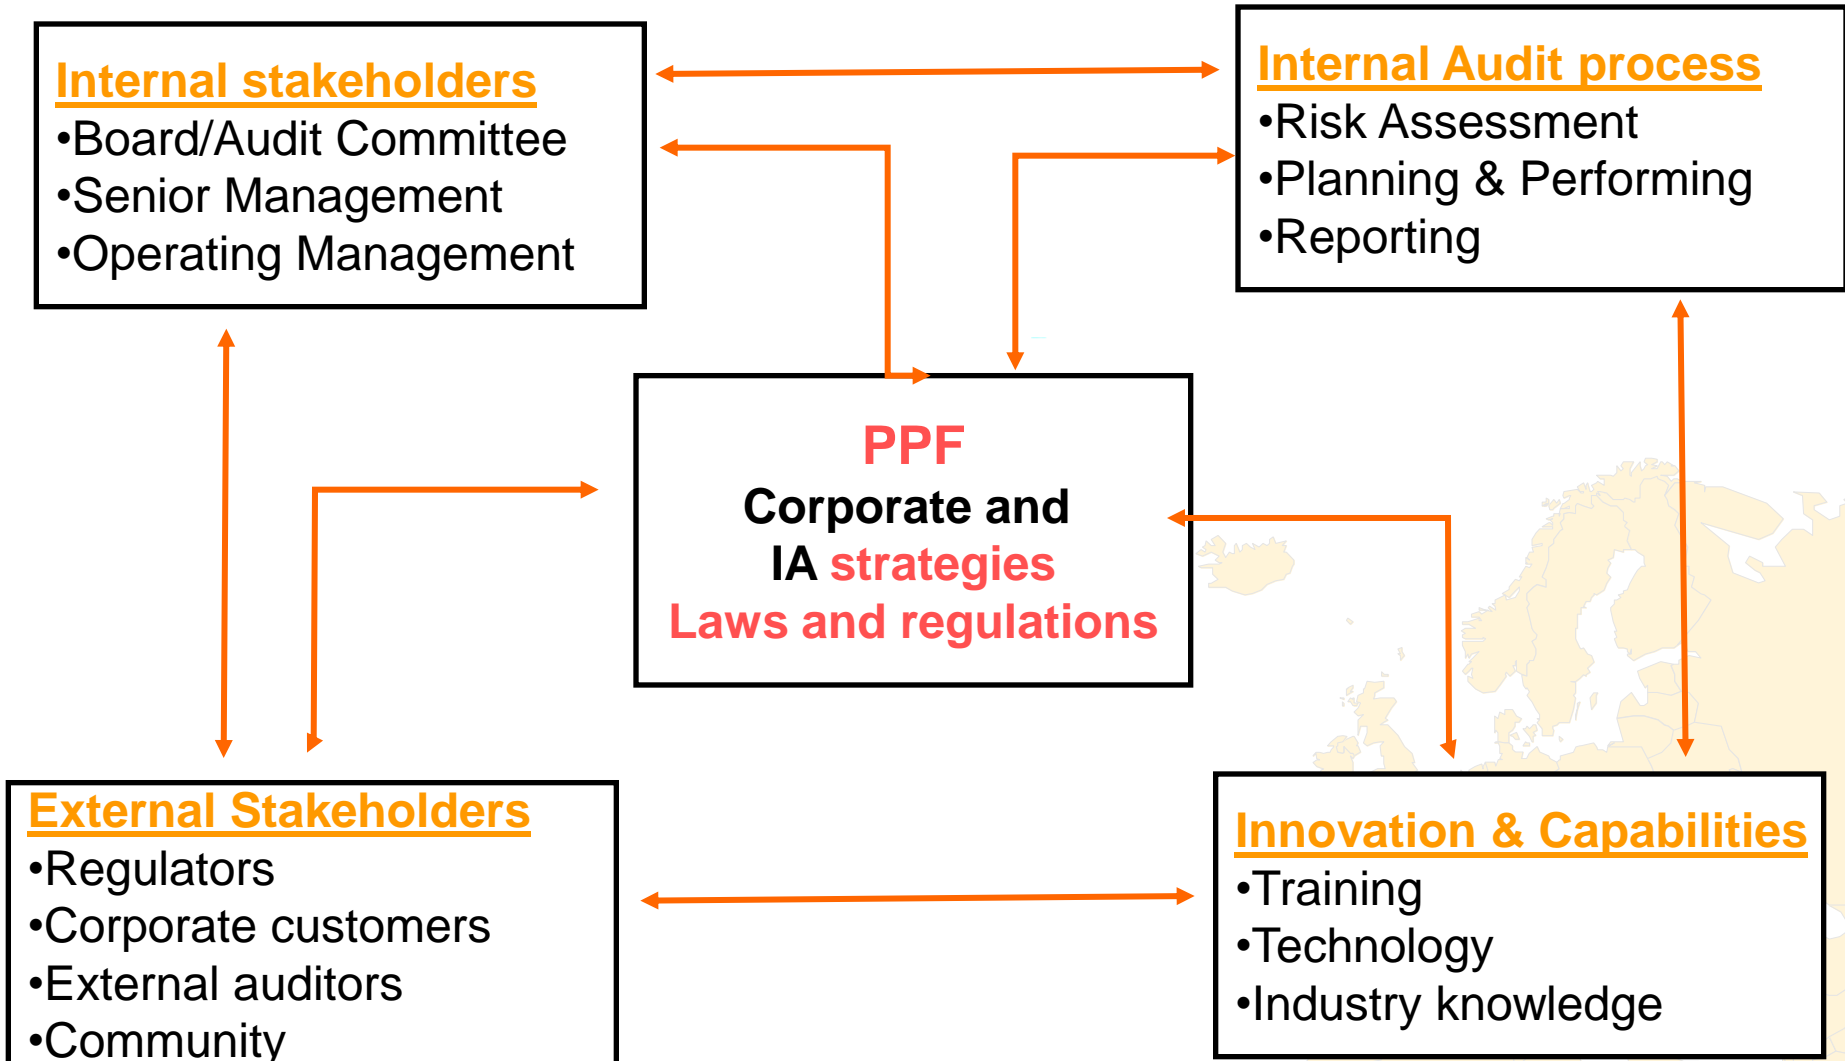 Internal stakeholders
•Board/Audit Committee
•Senior Management
•Operating Management
Internal Audit process
•Risk Assessment
•Planning & Performing
•Reporting
PPF
Corporate and
IA strategies
Laws and regulations
External Stakeholders
•Regulators
•Corporate customers
•External auditors
•Community
Innovation & Capabilities
•Training
•Technology
•Industry knowledge